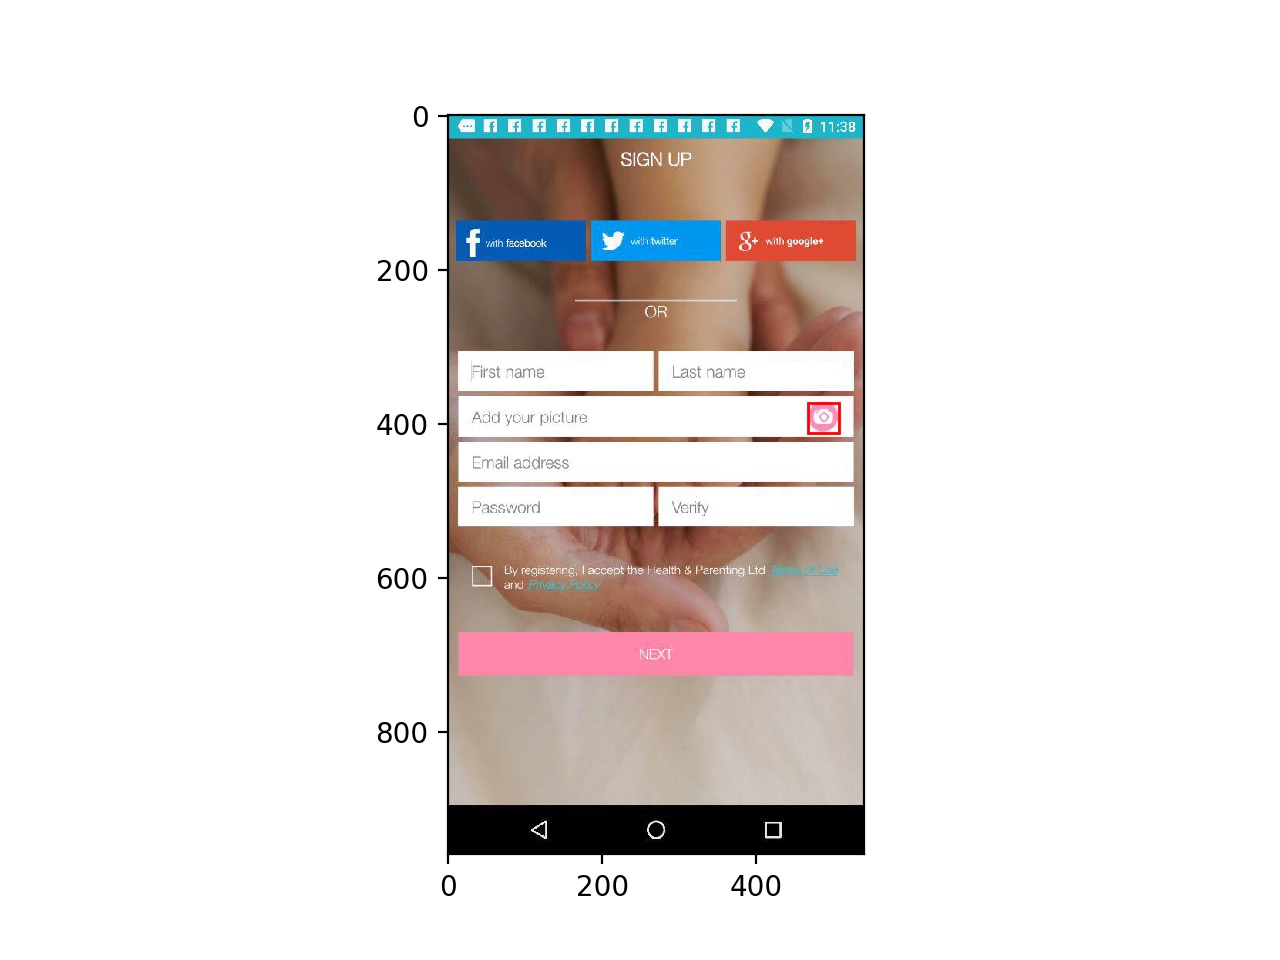 0
200
400
600
800
11:38
SIGN UP
with facebook
with twitter
g+ with google+
OR
First name
Last name
Add your picture
Email address
Password
Verify
By registering, I accept the Health & Parenting Ltd Terms of Use
and Privacy Policy
NEXT
0
200
400